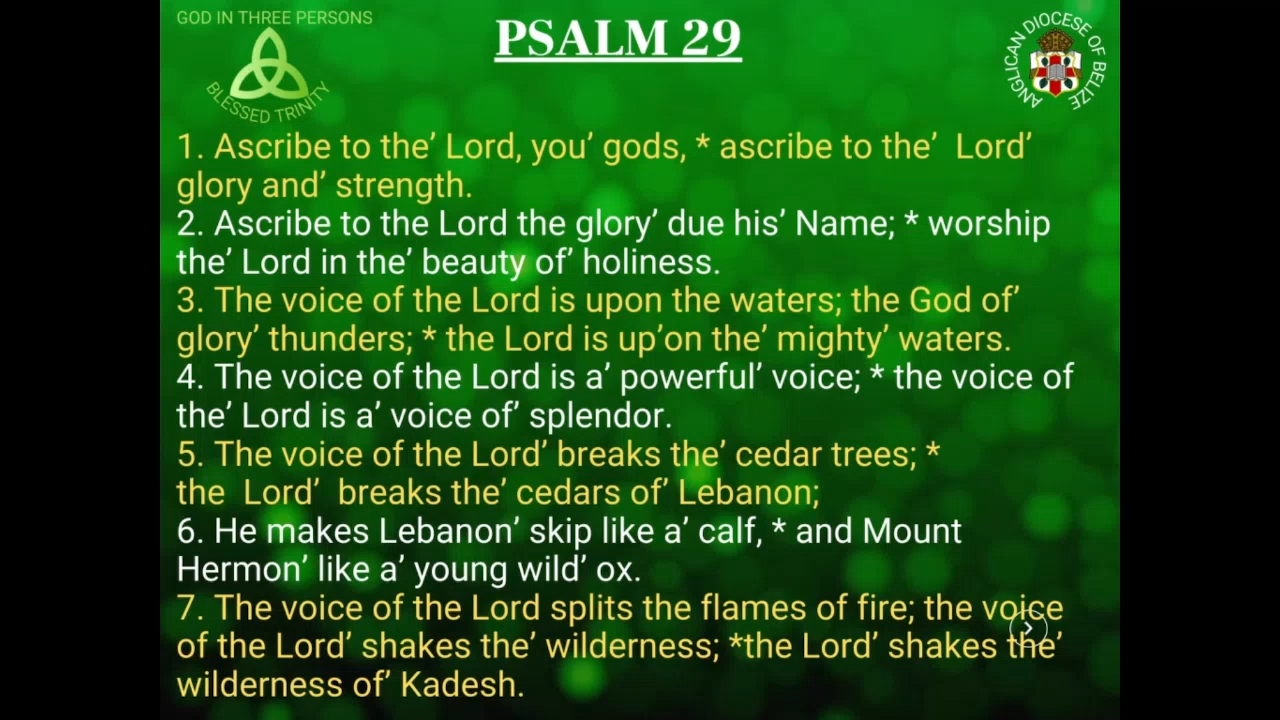 GOD IN THREE PERSONS
BLESSED TRINITY
PSALM 29
ANGLICAN DIOCESE OF BELIZE
1. Ascribe to the’ Lord, you’ gods, * ascribe to the’  Lord’
glory and’ strength.
2. Ascribe to the Lord the glory’ due his’ Name; * worship
the’ Lord in the’ beauty of’ holiness.
3. The voice of the Lord is upon the waters; the God of’
glory’ thunders; * the Lord is up’on the’ mighty’ waters.
4. The voice of the Lord is a’ powerful’ voice; * the voice of
the’ Lord is a’ voice of’ splendor.
5. The voice of the Lord’ breaks the’ cedar trees; *
the  Lord’  breaks the’ cedars of’ Lebanon;
6. He makes Lebanon’ skip like a’ calf, * and Mount
Hermon’ like a’ young wild’ ox.
7. The voice of the Lord splits the flames of fire; the voice
of the Lord’ shakes the’ wilderness; *the Lord’ shakes the’
wilderness of’ Kadesh.